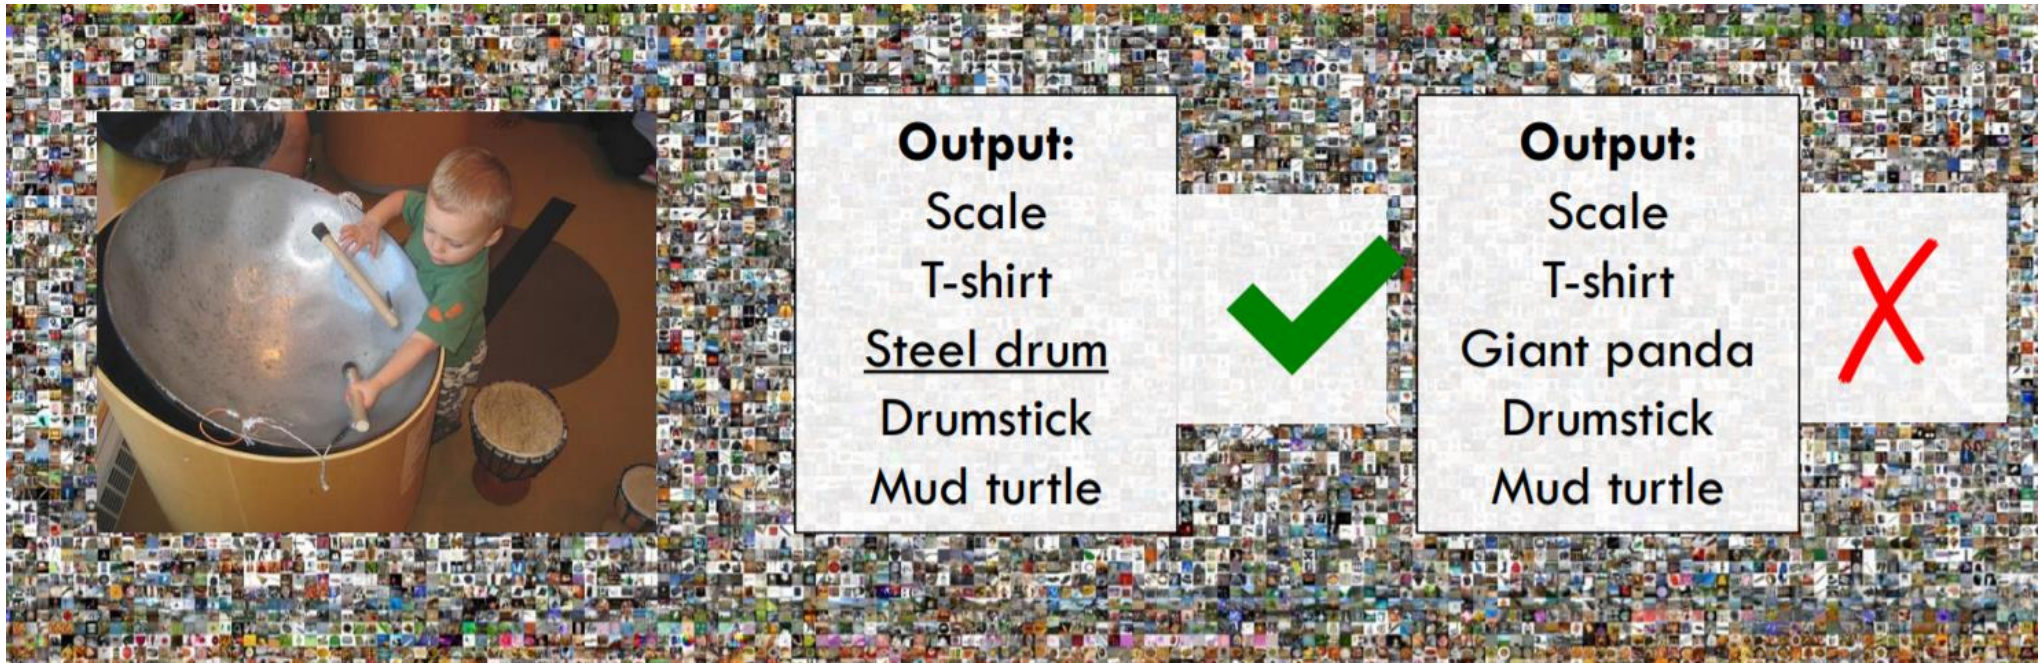 Output:
Scale
T-shirt
Steel drum
Drumstick
Mud turtle
Output:
Scale
T-shirt
Giant panda
Drumstick
Mud turtle